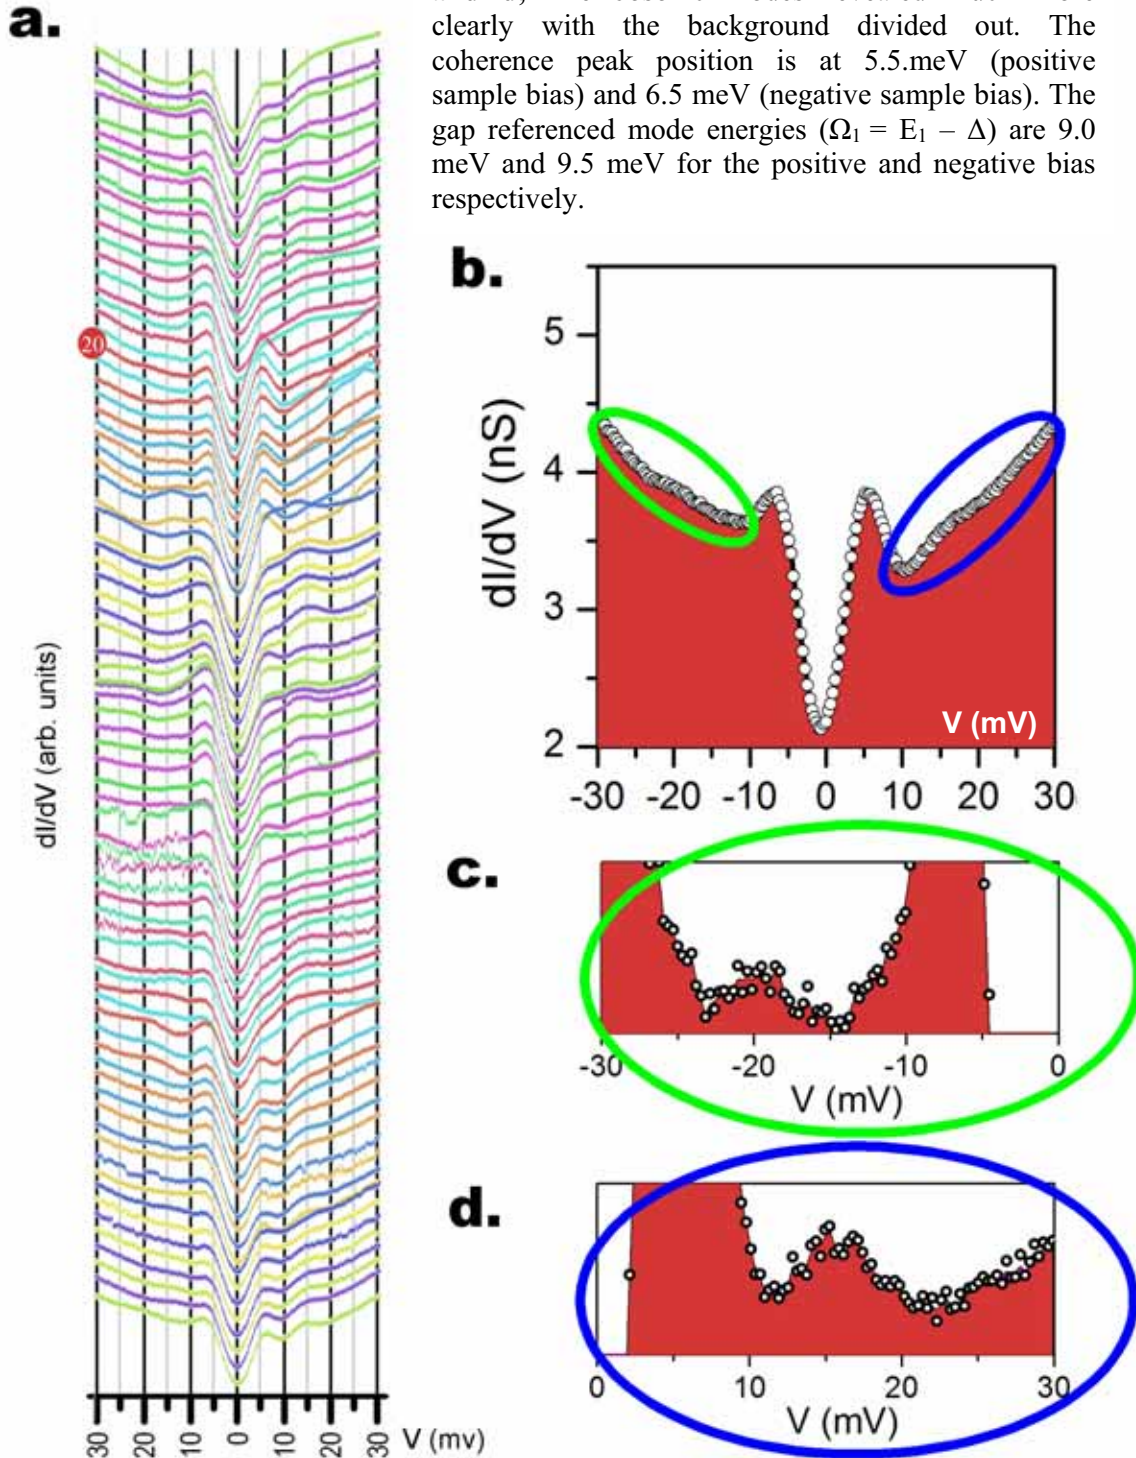 a.
clearly with the background divided out. The
coherence peak position is at 5.5.meV (positive
sample bias) and 6.5 meV (negative sample bias). The
gap referenced mode energies (Ω₁ = E₁ – Δ) are 9.0
meV and 9.5 meV for the positive and negative bias
respectively.
20
dI/dV (arb. units)
30 20 10 0 10 20 30 V (mv)
b.
dI/dV (nS)
5
4
3
2
V (mV)
-30 -20 -10 0 10 20 30
c.
-30 -20 -10 0
V (mV)
d.
0 10 20 30
V (mV)